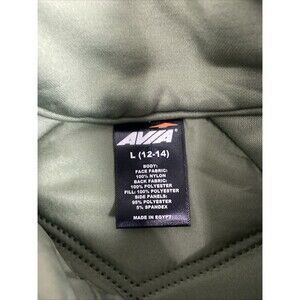 AVIA
L (12-14)
BODY:
FACE FABRIC:
100% NYLON
BACK FABRIC:
100% POLYESTER
FILL: 100% POLYESTER
SIDE PANELS:
95% POLYESTER
5% SPANDEX
MADE IN EGYPT